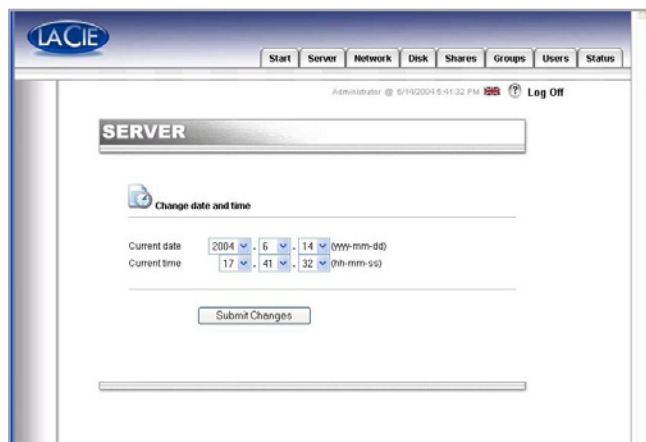 LACIE
Start Server Network Disk Shares Groups Users Status
Administrator @ 6/14/2004 5:41:32 PM ? Log Off
SERVER
Change date and time
Current date 2004 . 6 . 14 (yyy-mm-dd)
Current time 17 . 41 . 32 (hh-mm-ss)
Submit Changes